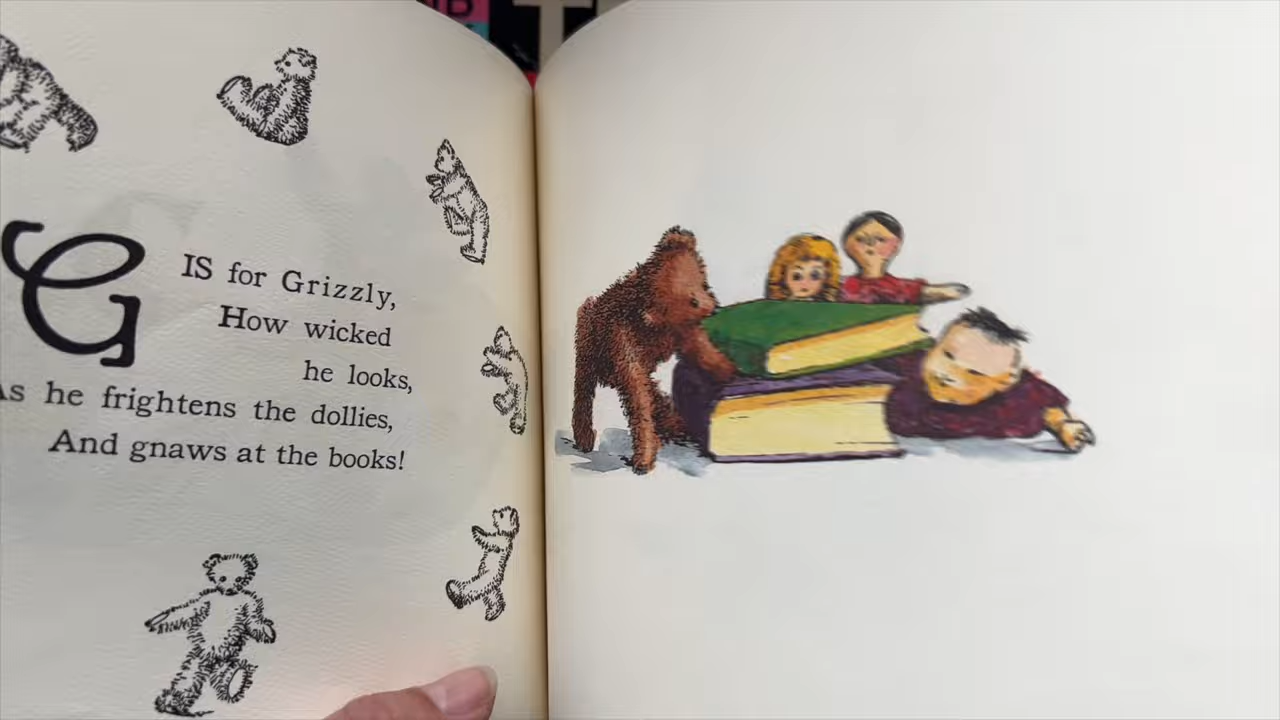 G IS for Grizzly,
How wicked
he looks,
As he frightens the dollies,
And gnaws at the books!